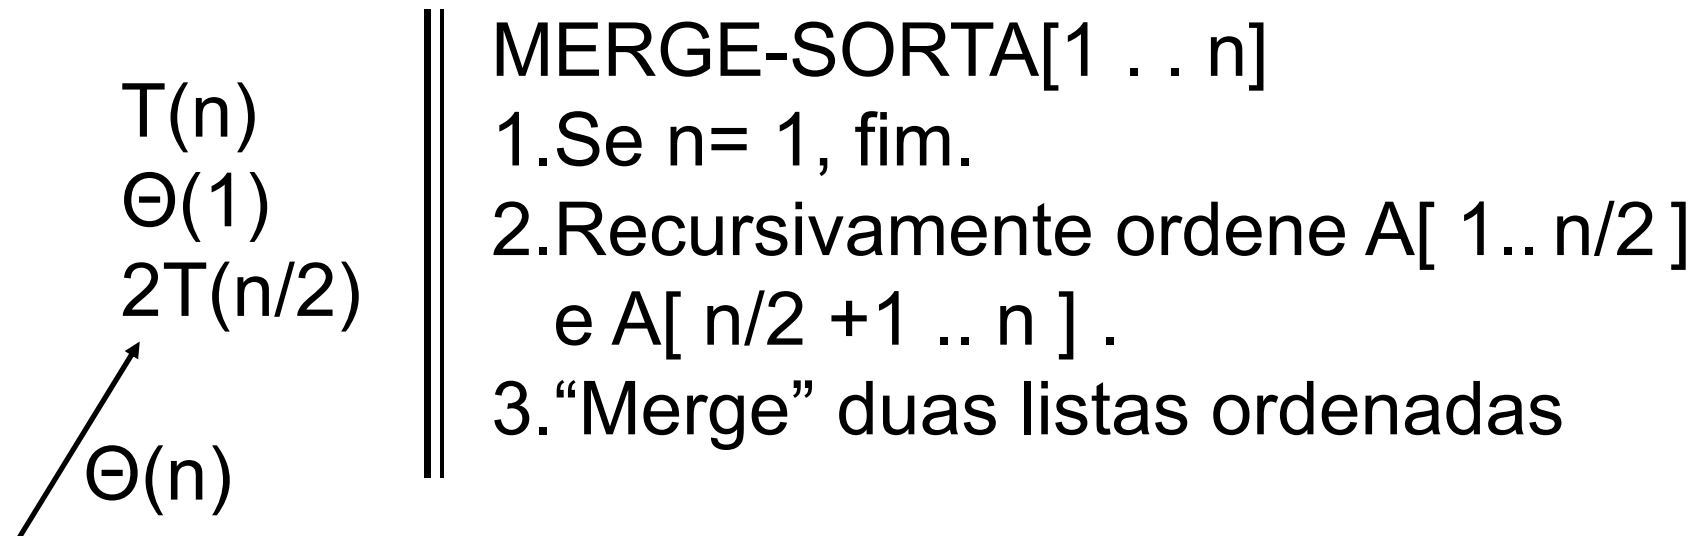 T(n)
Θ(1)
2T(n/2)
Θ(n)
MERGE-SORTA[1 . . n]
1.Se n= 1, fim.
2.Recursivamente ordene A[ 1.. n/2 ]
e A[ n/2 +1 .. n ] .
3.“Merge” duas listas ordenadas